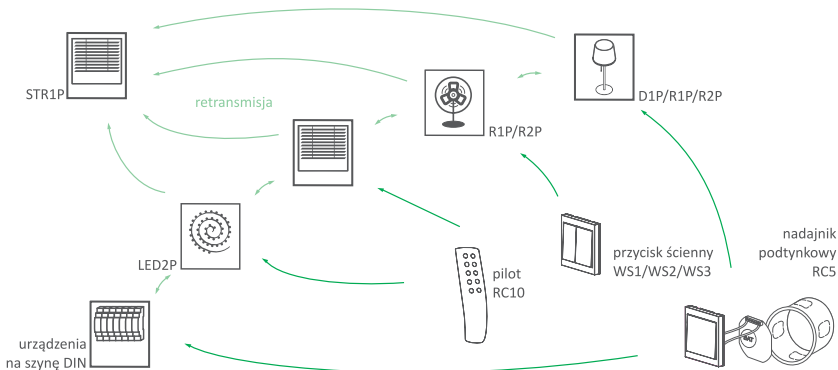 STR1P
retransmisja
D1P/R1P/R2P
R1P/R2P
LED2P
pilot
RC10
przycisk ścienny
WS1/WS2/WS3
nadajnik
podtynkowy
RC5
urządzenia
na szynę DIN
BAT